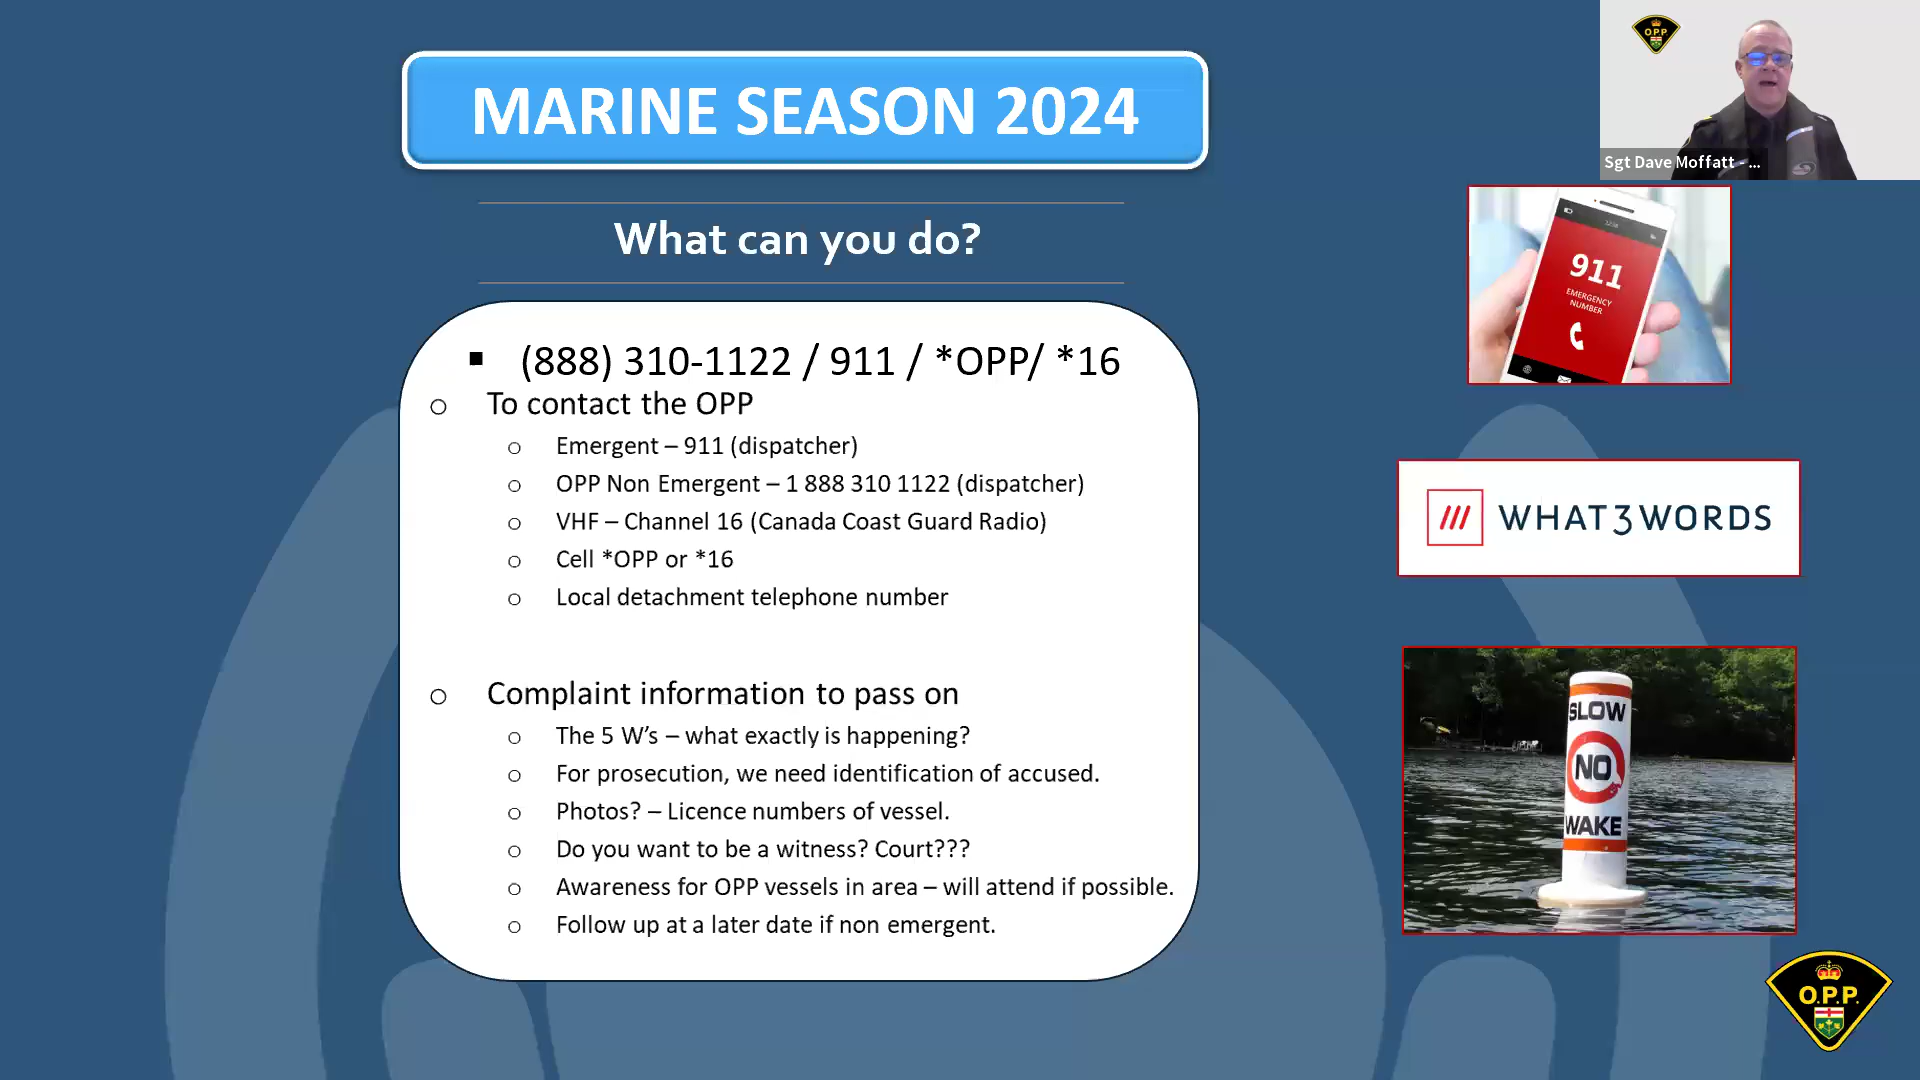 MARINE SEASON 2024
What can you do?
(888) 310-1122 / 911 / *OPP/ *16
To contact the OPP
Emergent – 911 (dispatcher)
OPP Non Emergent – 1 888 310 1122 (dispatcher)
VHF – Channel 16 (Canada Coast Guard Radio)
Cell *OPP or *16
Local detachment telephone number
Complaint information to pass on
The 5 W’s – what exactly is happening?
For prosecution, we need identification of accused.
Photos? – Licence numbers of vessel.
Do you want to be a witness? Court???
Awareness for OPP vessels in area – will attend if possible.
Follow up at a later date if non emergent.
OPP
Sgt Dave Moffatt - ...
911
EMERGENCY
NUMBER
WHAT3WORDS
SLOW
NO
WAKE
O.P.P.